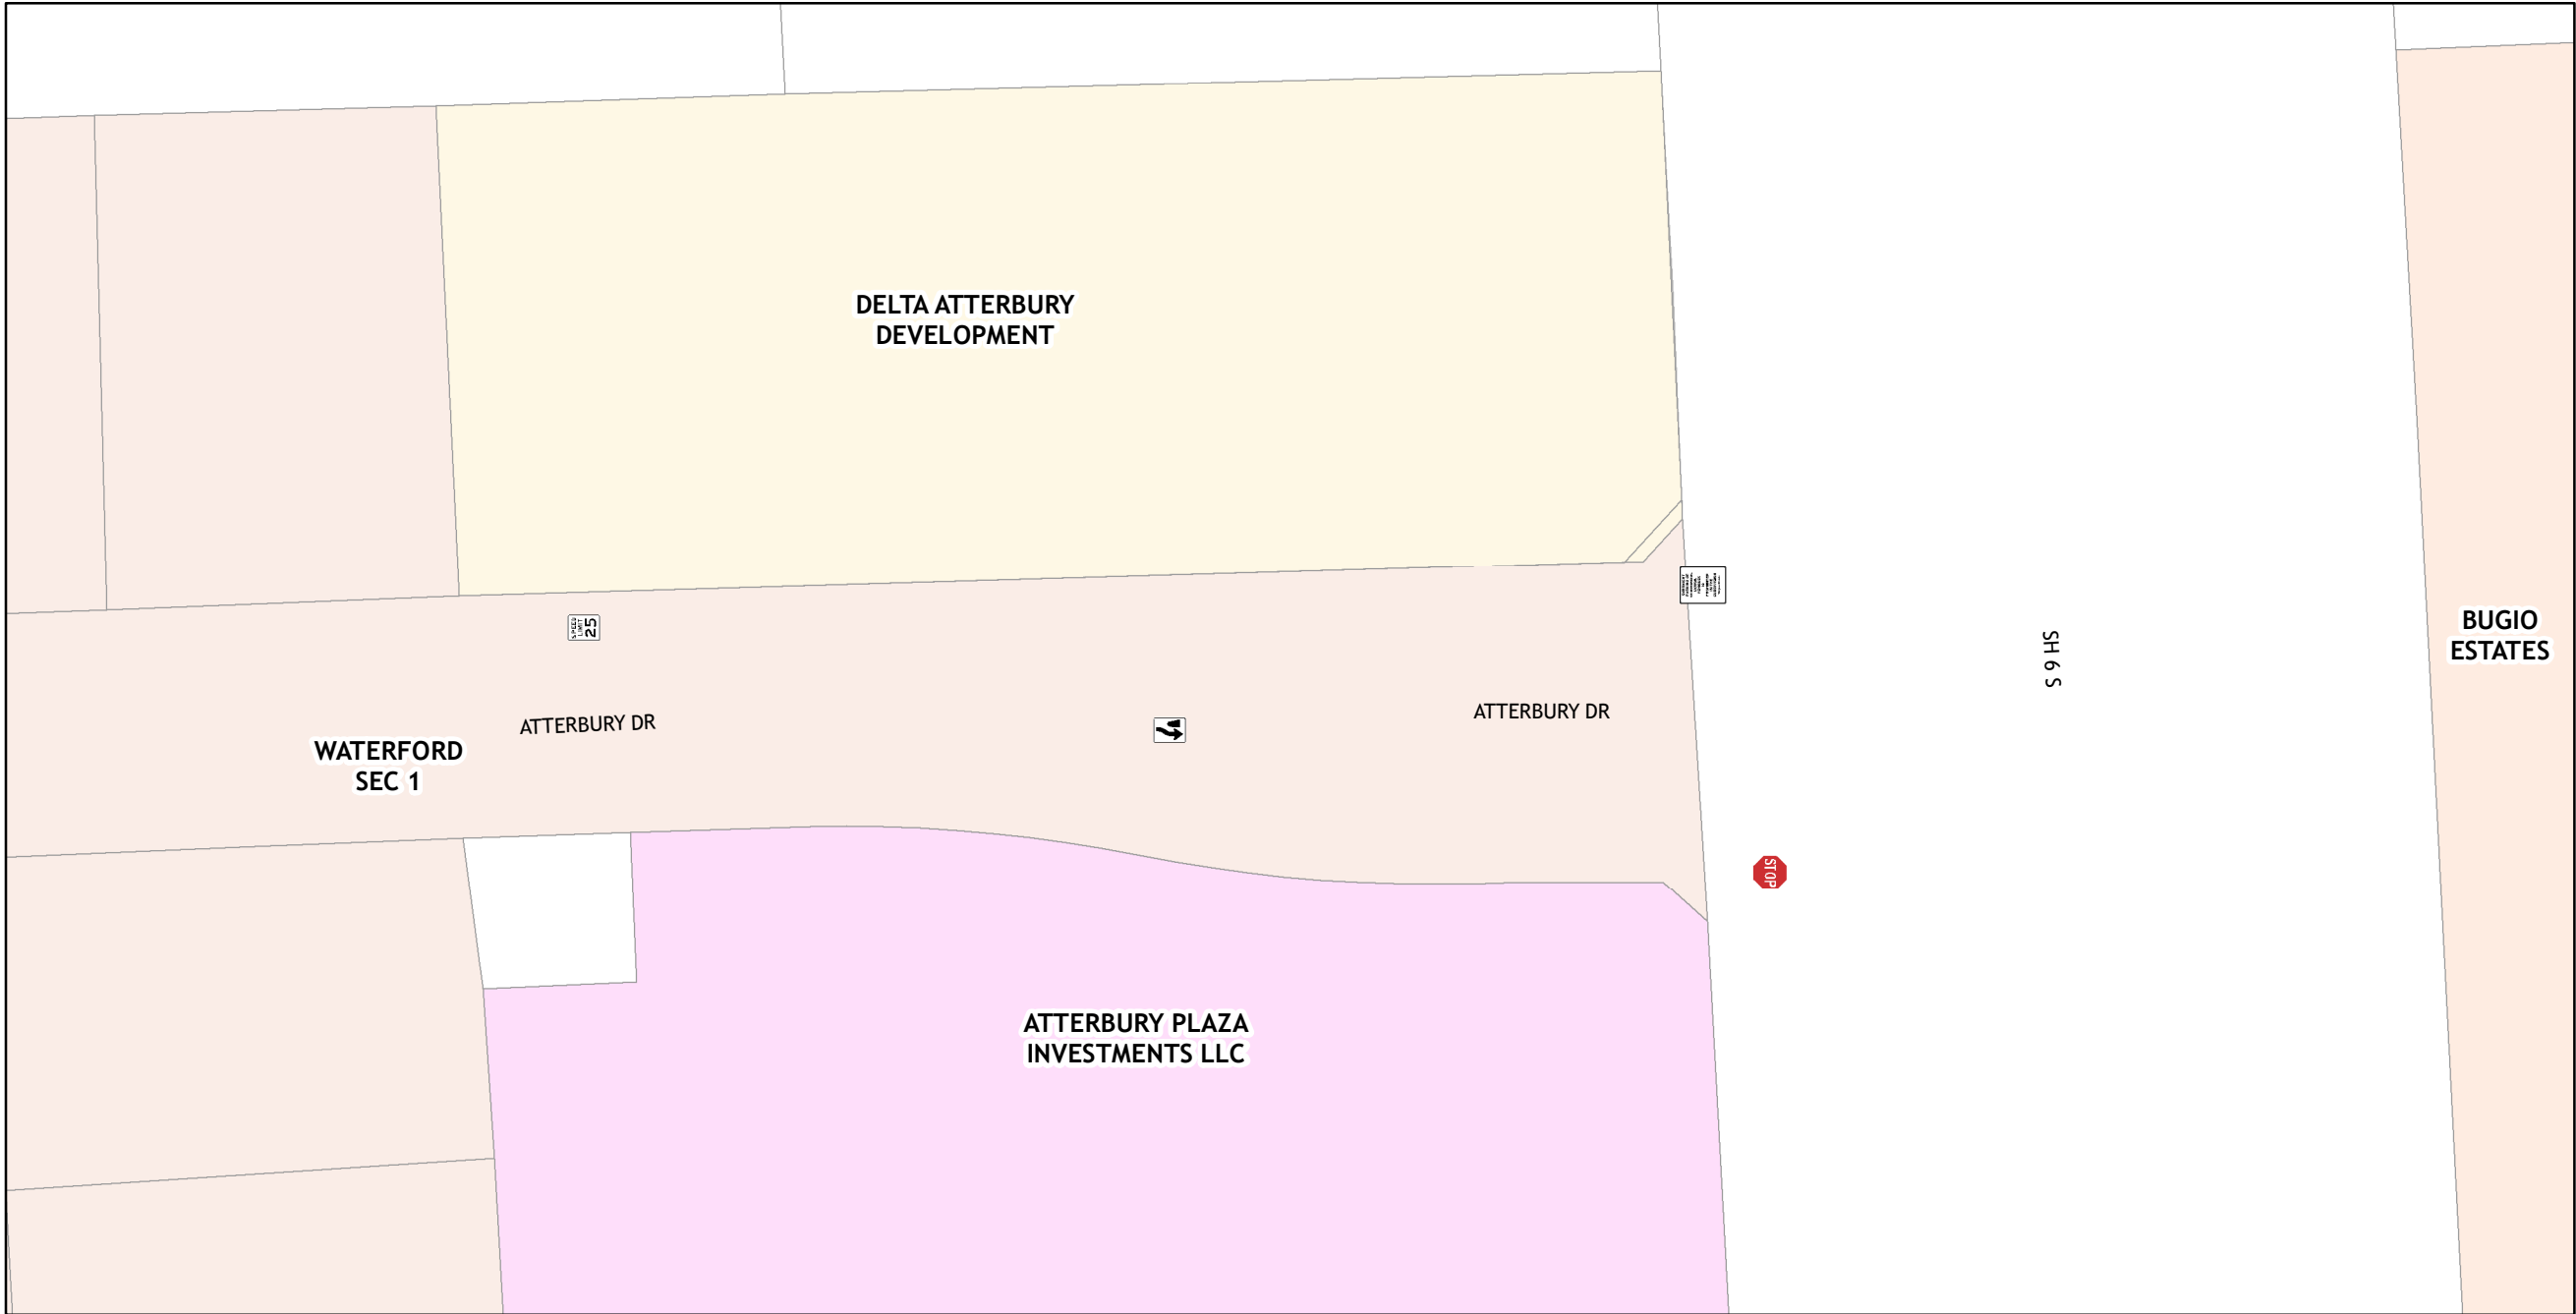 DELTA ATTERBURY
DEVELOPMENT
SPEED
LIMIT
25
SH 6 S
BUGIO
ESTATES
ATTERBURY DR
ATTERBURY DR
WATERFORD
SEC 1
STOP
ATTERBURY PLAZA
INVESTMENTS LLC